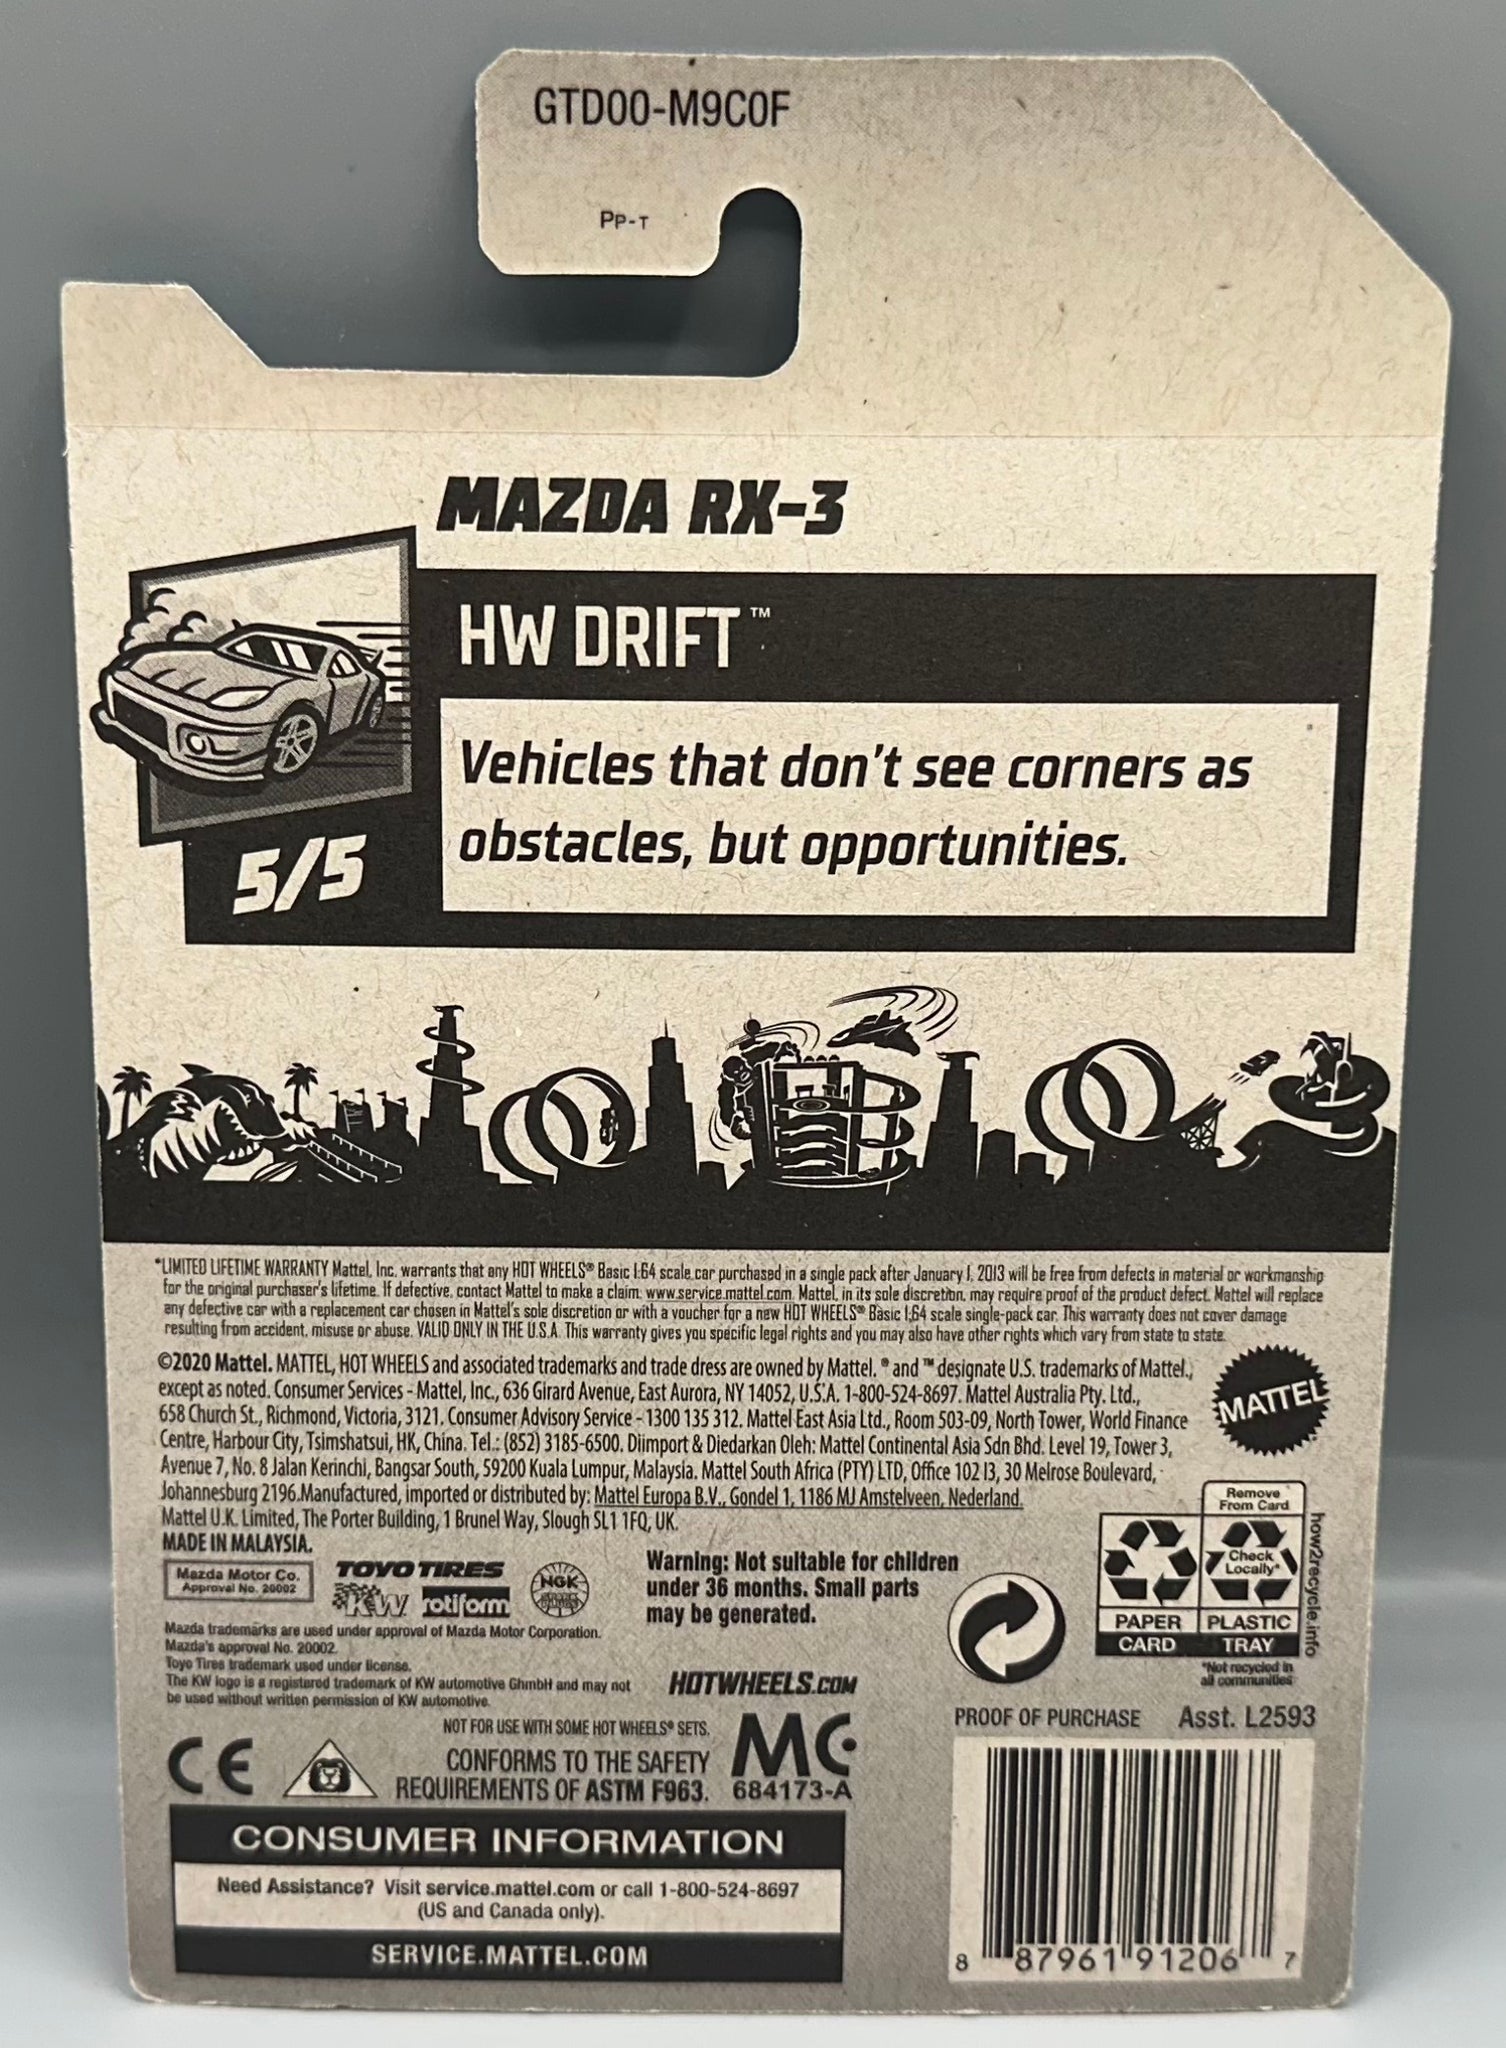 GTD00-M9C0F
PP-T
MAZDA RX-3
HW DRIFT™
Vehicles that don't see corners as
obstacles, but opportunities.
5/5
*LIMITED LIFETIME WARRANTY Mattel, Inc. warrants that any HOT WHEELS® Basic 1:64 scale car purchased in a single pack after January 1, 2013 will be free from defects in material or workmanship
for the original purchaser's lifetime. If defective, contact Mattel to make a claim: www.service.mattel.com. Mattel, in its sole discretion, may require proof of the product defect. Mattel will replace
any defective car with a replacement car chosen in Mattel's sole discretion or with a voucher for a new HOT WHEELS® Basic 1:64 scale single-pack car. This warranty does not cover damage
resulting from accident, misuse or abuse. VALID ONLY IN THE U.S.A. This warranty gives you specific legal rights and you may also have other rights which vary from state to state.
©2020 Mattel. MATTEL, HOT WHEELS and associated trademarks and trade dress are owned by Mattel. ® and ™ designate U.S. trademarks of Mattel.,
except as noted. Consumer Services - Mattel, Inc., 636 Girard Avenue, East Aurora, NY 14052, U.S.A. 1-800-524-8697. Mattel Australia Pty. Ltd.,
658 Church St., Richmond, Victoria, 3121. Consumer Advisory Service - 1300 135 312. Mattel East Asia Ltd., Room 503-09, North Tower, World Finance
Centre, Harbour City, Tsimshatsui, HK, China. Tel.: (852) 3185-6500. Diimport & Diedarkan Oleh: Mattel Continental Asia Sdn Bhd. Level 19, Tower 3,
Avenue 7, No. 8 Jalan Kerinchi, Bangsar South, 59200 Kuala Lumpur, Malaysia. Mattel South Africa (PTY) LTD, Office 102 I3, 30 Melrose Boulevard,
Johannesburg 2196.Manufactured, imported or distributed by: Mattel Europa B.V., Gondel 1, 1186 MJ Amstelveen, Nederland.
Mattel U.K. Limited, The Porter Building, 1 Brunel Way, Slough SL1 1FQ, UK.
MADE IN MALAYSIA.
MATTEL
Mazda Motor Co.
Approval No. 20002
TOYO TIRES
KW
rotiform
NGK
SPARK
PLUGS
Mazda trademarks are used under approval of Mazda Motor Corporation.
Mazda's approval No. 20002.
Toyo Tires trademark used under license.
The KW logo is a registered trademark of KW automotive GhmbH and may not
be used without written permission of KW automotive.
Warning: Not suitable for children
under 36 months. Small parts
may be generated.
HOTWHEELS.COM
Remove
From Card
Check
Locally*
PAPER
CARD
PLASTIC
TRAY
how2recycle.info
*Not recycled in
all communities
NOT FOR USE WITH SOME HOT WHEELS® SETS.
CE
CONFORMS TO THE SAFETY
REQUIREMENTS OF ASTM F963.
MC
684173-A
PROOF OF PURCHASE
Asst. L2593
CONSUMER INFORMATION
Need Assistance? Visit service.mattel.com or call 1-800-524-8697
(US and Canada only).
SERVICE.MATTEL.COM
8 87961 91206 7